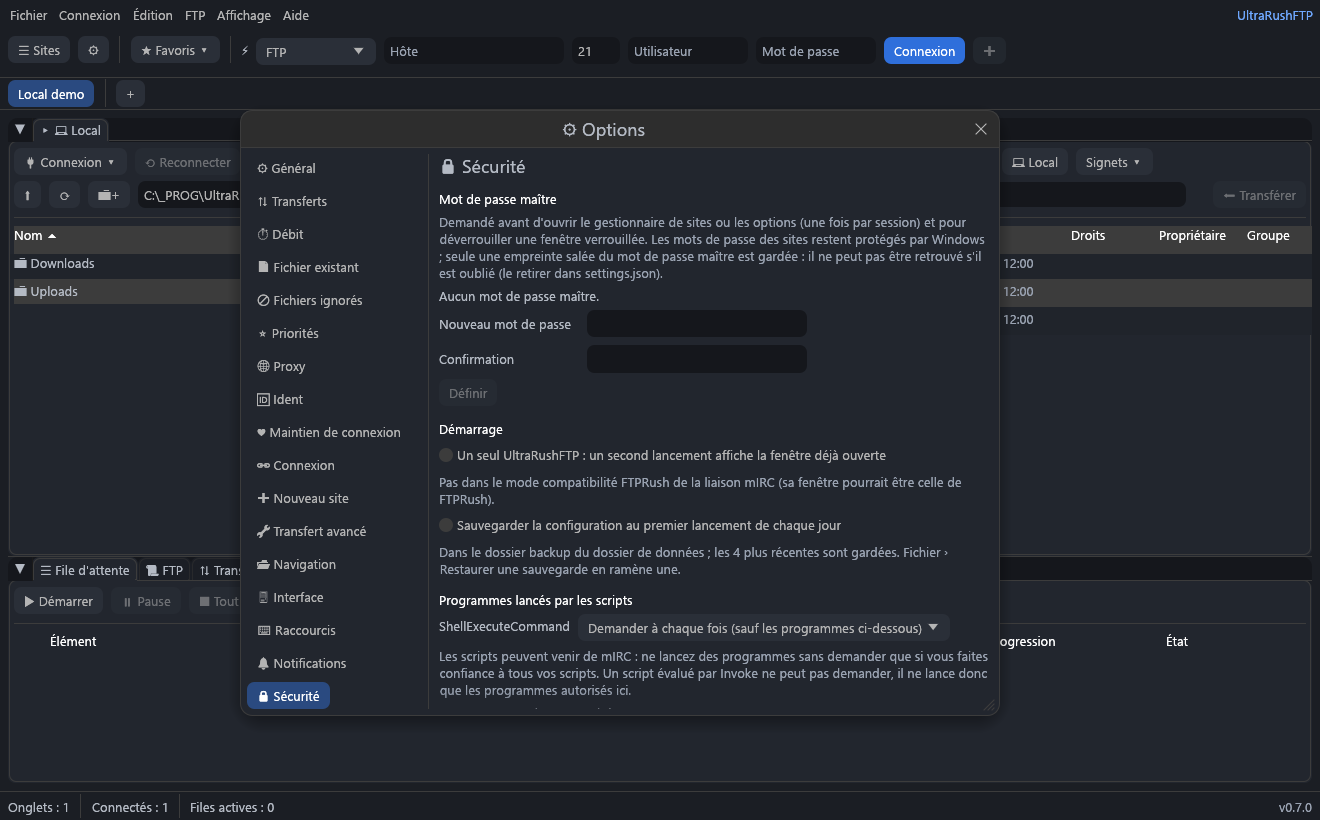 Fichier Connexion Édition FTP Affichage Aide UltraRushFTP
Sites Favoris FTP Hôte 21 Utilisateur Mot de passe Connexion +
Local demo +
Local
Connexion Reconnecter Local Signets
C:\_PROG\UltraR Transférer
Nom Droits Propriétaire Groupe
Downloads 12:00
Uploads 12:00
12:00
Options
Général
Transferts
Débit
Fichier existant
Fichiers ignorés
Priorités
Proxy
Ident
Maintien de connexion
Connexion
Nouveau site
Transfert avancé
Navigation
Interface
Raccourcis
Notifications
Sécurité
Sécurité
Mot de passe maître
Demandé avant d'ouvrir le gestionnaire de sites ou les options (une fois par session) et pour
déverrouiller une fenêtre verrouillée. Les mots de passe des sites restent protégés par Windows
; seule une empreinte salée du mot de passe maître est gardée : il ne peut pas être retrouvé s'il
est oublié (le retirer dans settings.json).
Aucun mot de passe maître.
Nouveau mot de passe
Confirmation
Définir
Démarrage
Un seul UltraRushFTP : un second lancement affiche la fenêtre déjà ouverte
Pas dans le mode compatibilité FTPRush de la liaison mIRC (sa fenêtre pourrait être celle de
FTPRush).
Sauvegarder la configuration au premier lancement de chaque jour
Dans le dossier backup du dossier de données ; les 4 plus récentes sont gardées. Fichier ›
Restaurer une sauvegarde en ramène une.
Programmes lancés par les scripts
ShellExecuteCommand Demander à chaque fois (sauf les programmes ci-dessous)
Les scripts peuvent venir de mIRC : ne lancez des programmes sans demander que si vous faites
confiance à tous vos scripts. Un script évalué par Invoke ne peut pas demander, il ne lance donc
que les programmes autorisés ici.
File d'attente FTP Trans
Démarrer Pause Tout
Élément ogression État
Onglets : 1 Connectés : 1 Files actives : 0 v0.7.0